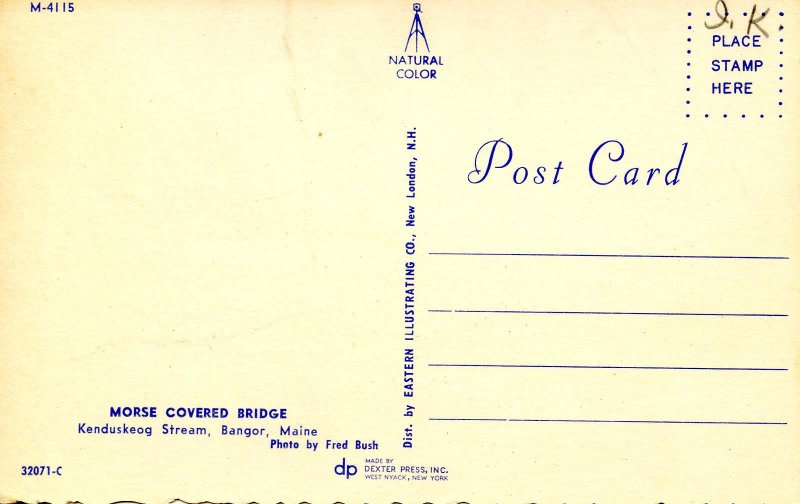 M-4115
NATURAL
COLOR
I.K.
PLACE
STAMP
HERE
Post Card
Dist. by EASTERN ILLUSTRATING CO., New London, N.H.
MORSE COVERED BRIDGE
Kenduskeog Stream, Bangor, Maine
Photo by Fred Bush
32071-C
dp
MADE BY
DEXTER PRESS, INC.
WEST NYACK, NEW YORK